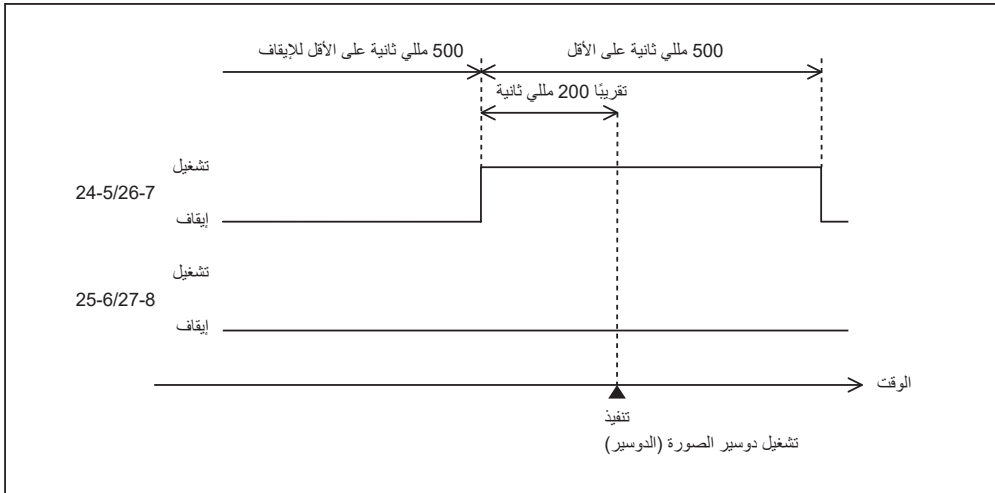 500 مللي ثانية على الأقل
500 مللي ثانية على الأقل للإيقاف
تقريبًا 200 مللي ثانية
تشغيل
24-5/26-7
إيقاف
تشغيل
25-6/27-8
إيقاف
الوقت
تنفيذ
تشغيل دوسير الصورة (الدوسير)